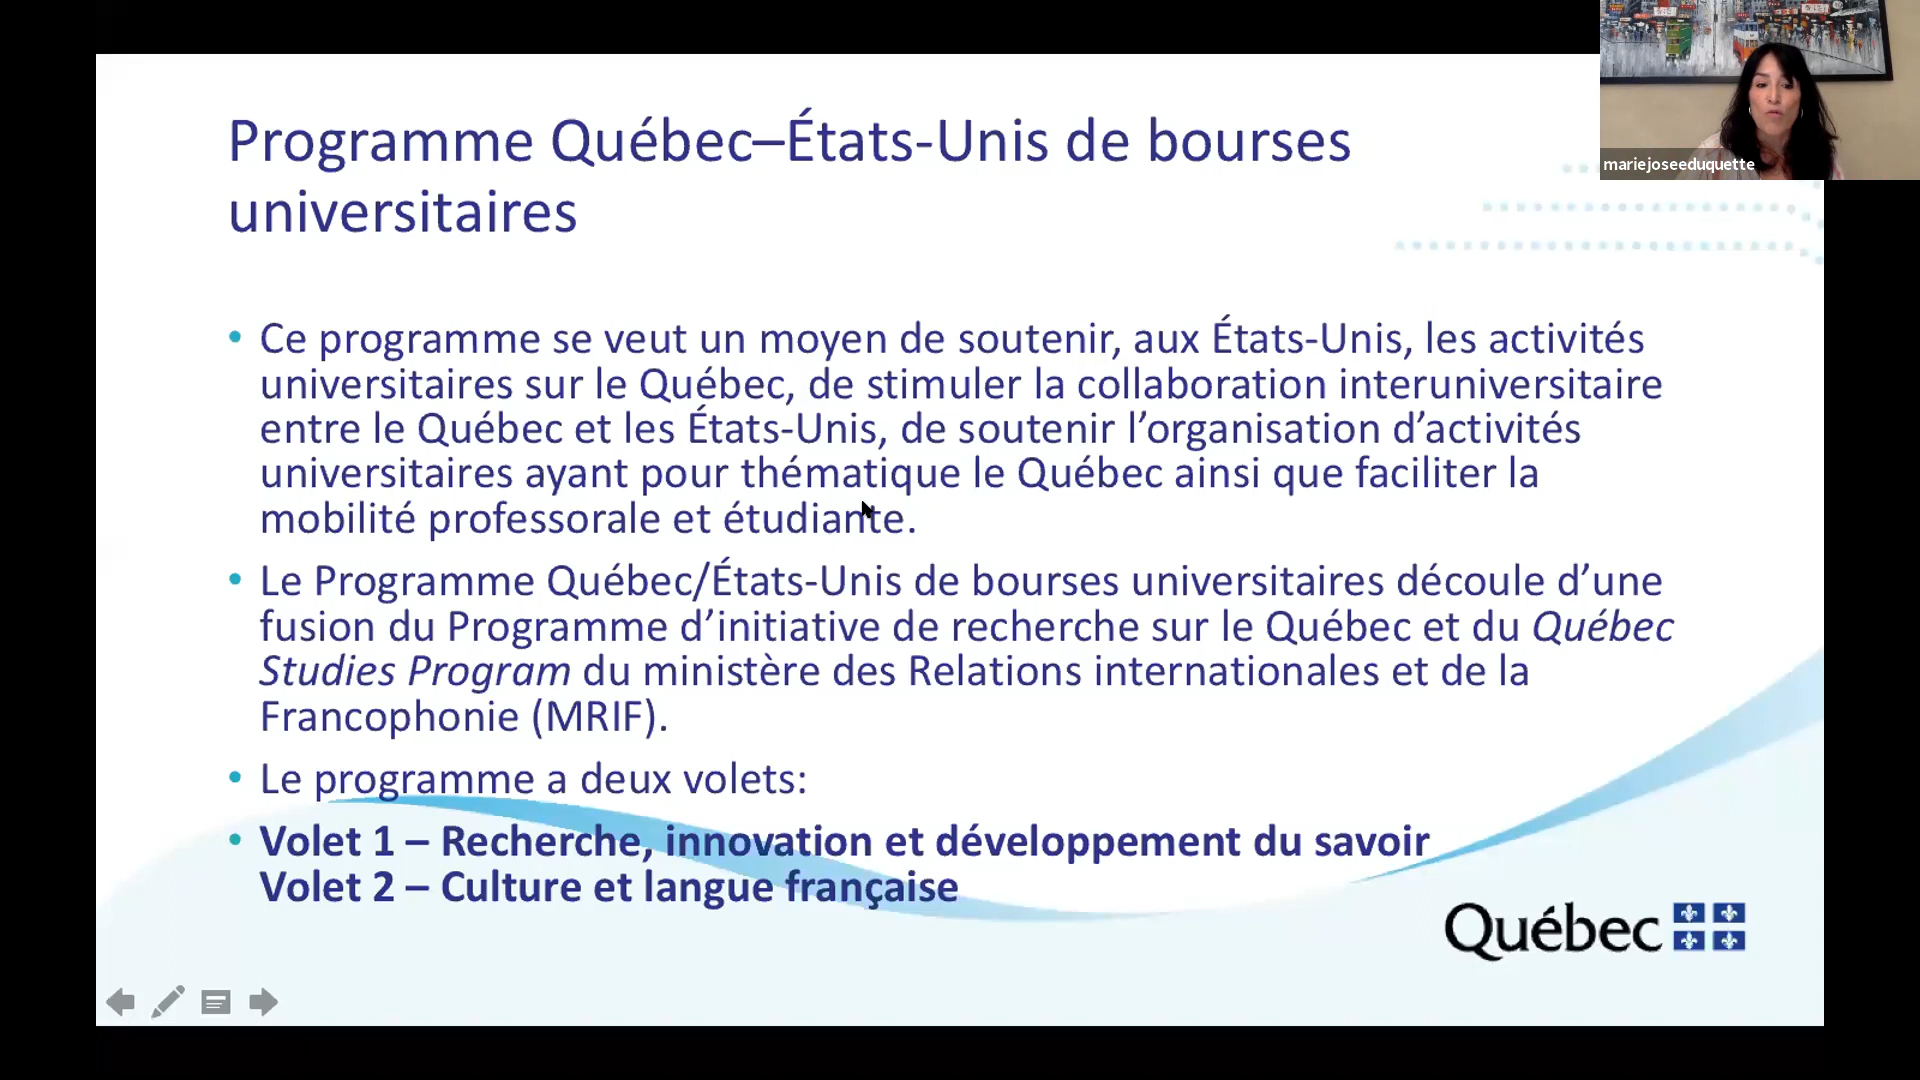 Programme Québec–États-Unis de bourses
universitaires
mariejoseeduquette
• Ce programme se veut un moyen de soutenir, aux États-Unis, les activités
universitaires sur le Québec, de stimuler la collaboration interuniversitaire
entre le Québec et les États-Unis, de soutenir l’organisation d’activités
universitaires ayant pour thématique le Québec ainsi que faciliter la
mobilité professorale et étudiante.
• Le Programme Québec/États-Unis de bourses universitaires découle d’une
fusion du Programme d’initiative de recherche sur le Québec et du Québec
Studies Program du ministère des Relations internationales et de la
Francophonie (MRIF).
• Le programme a deux volets:
• Volet 1 – Recherche, innovation et développement du savoir
Volet 2 – Culture et langue française
Québec